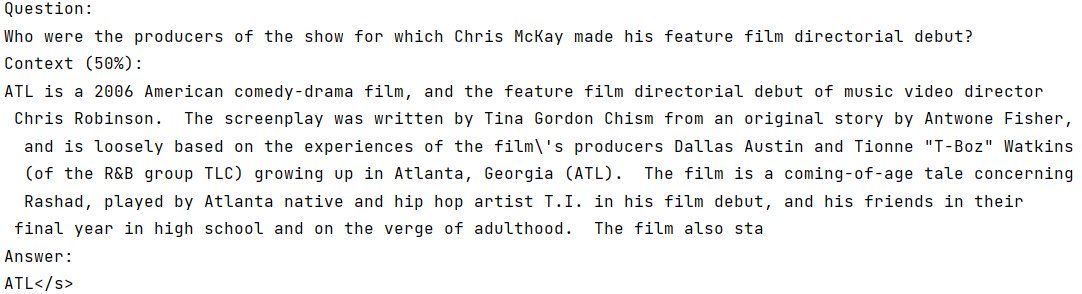 Question:
Who were the producers of the show for which Chris McKay made his feature film directorial debut?
Context (50%):
ATL is a 2006 American comedy-drama film, and the feature film directorial debut of music video director
Chris Robinson.  The screenplay was written by Tina Gordon Chism from an original story by Antwone Fisher,
and is loosely based on the experiences of the film\'s producers Dallas Austin and Tionne "T-Boz" Watkins
(of the R&B group TLC) growing up in Atlanta, Georgia (ATL).  The film is a coming-of-age tale concerning
Rashad, played by Atlanta native and hip hop artist T.I. in his film debut, and his friends in their
final year in high school and on the verge of adulthood.  The film also sta
Answer:
ATL</s>